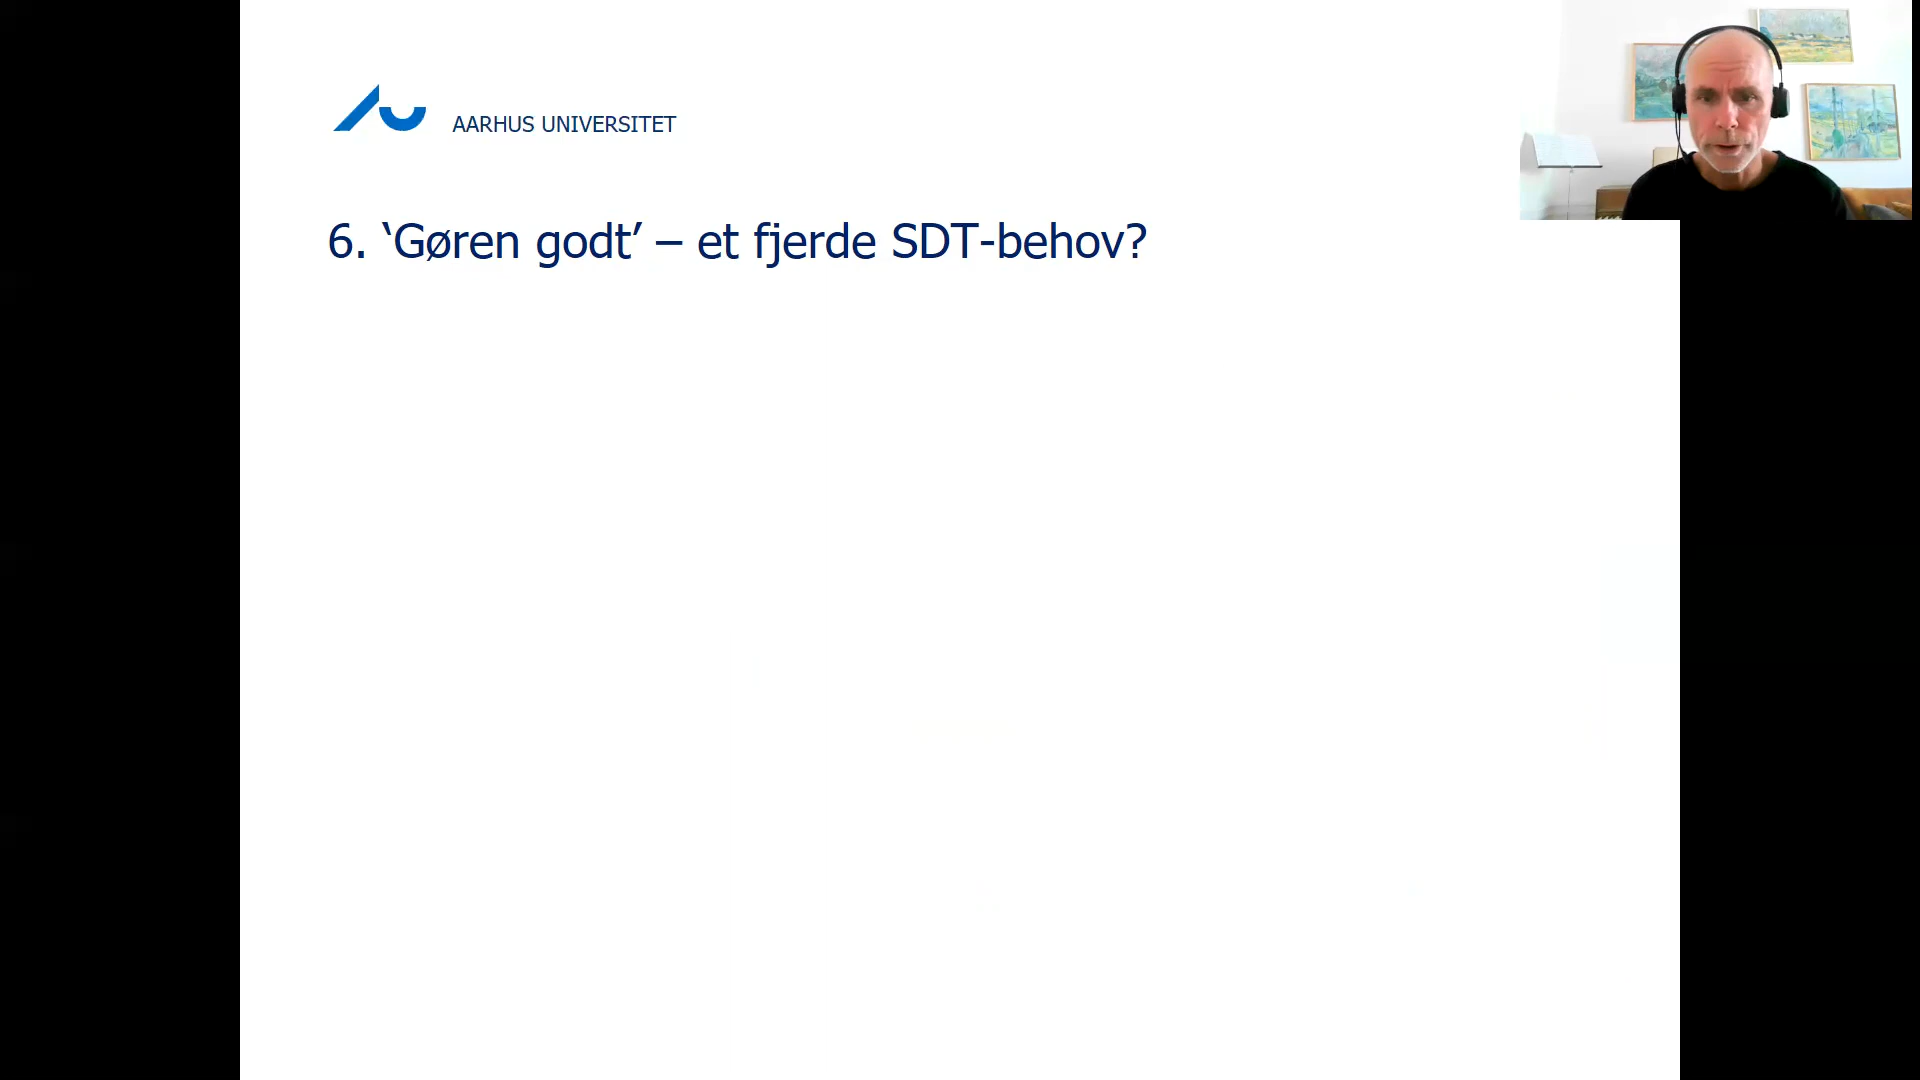 AARHUS UNIVERSITET
6. ‘Gøren godt’ – et fjerde SDT-behov?